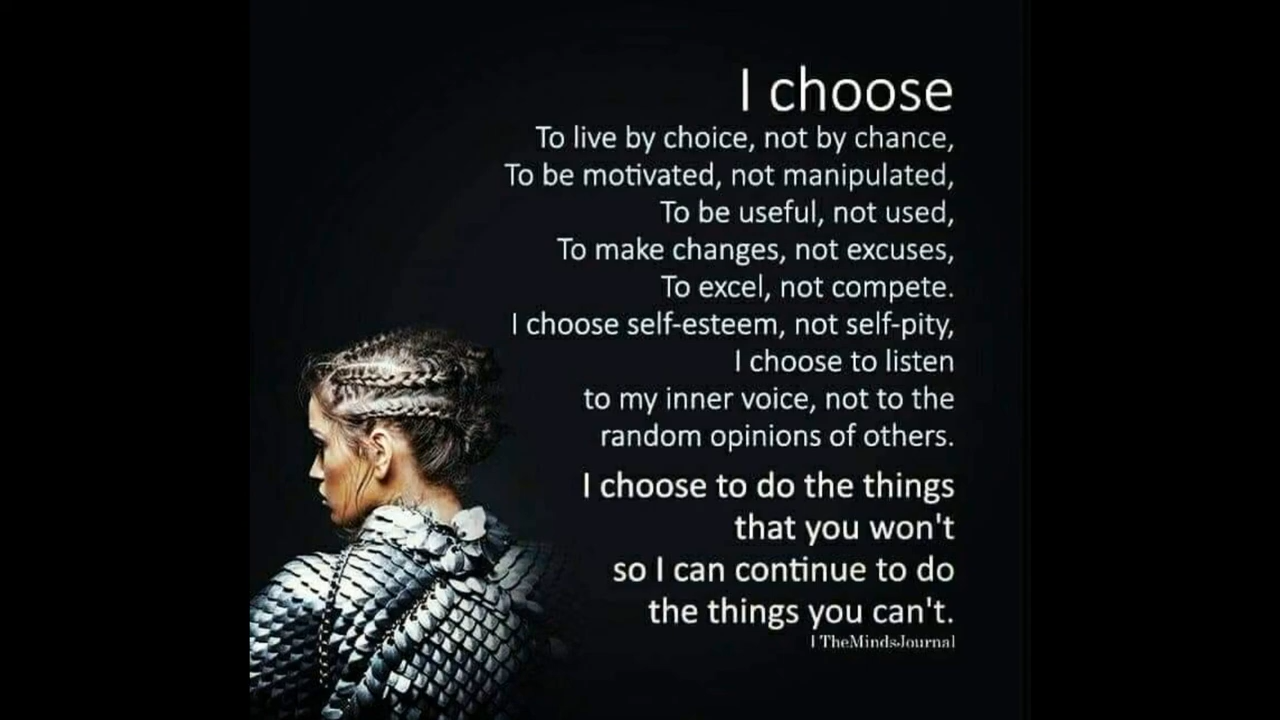 I choose
To live by choice, not by chance,
To be motivated, not manipulated,
To be useful, not used,
To make changes, not excuses,
To excel, not compete.
I choose self-esteem, not self-pity,
I choose to listen
to my inner voice, not to the
random opinions of others.
I choose to do the things
that you won't
so I can continue to do
the things you can't.
| TheMindsJournal